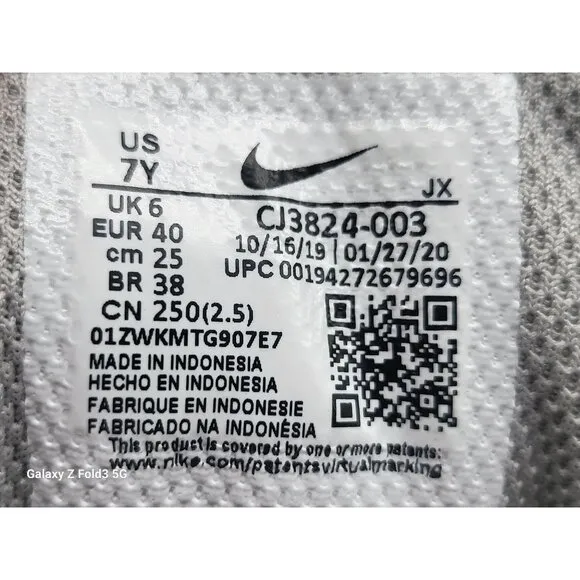 US
7Y
JX
UK 6
EUR 40
cm 25
BR 38
CN 250(2.5)
CJ3824-003
10/16/19 | 01/27/20
UPC 00194272679696
01ZWKMTG907E7
MADE IN INDONESIA
HECHO EN INDONESIA
FABRIQUE EN INDONESIE
FABRICADO NA INDONÉSIA
This product is covered by one or more patents:
www.nike.com/patentsvirtualmarking
Galaxy Z Fold3 5G